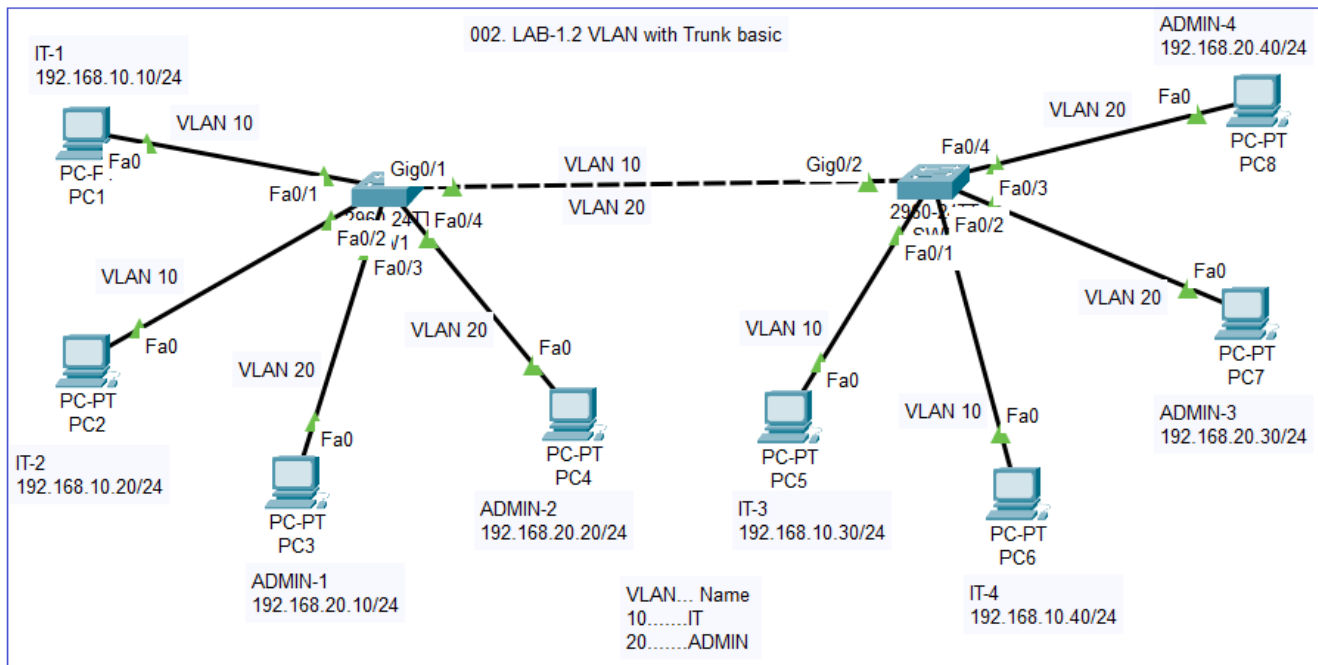 002. LAB-1.2 VLAN with Trunk basic
IT-1
192.168.10.10/24
VLAN 10
Fa0
PC1
Fa0/1
Gig0/1
VLAN 10
VLAN 20
Gig0/2
ADMIN-4
192.168.20.40/24
VLAN 20
Fa0
PC-PT
PC8
Fa0/4
Fa0/3
Fa0/2
Fa0/1
Fa0/2
Fa0/4
Fa0/3
VLAN 10
Fa0
PC-PT
PC2
IT-2
192.168.10.20/24
VLAN 20
Fa0
PC-PT
PC3
ADMIN-1
192.168.20.10/24
VLAN 20
Fa0
PC-PT
PC4
ADMIN-2
192.168.20.20/24
VLAN 10
Fa0
PC-PT
PC5
IT-3
192.168.10.30/24
VLAN 10
Fa0
PC-PT
PC6
IT-4
192.168.10.40/24
VLAN 20
Fa0
PC-PT
PC7
ADMIN-3
192.168.20.30/24
VLAN... Name
10.......IT
20.......ADMIN